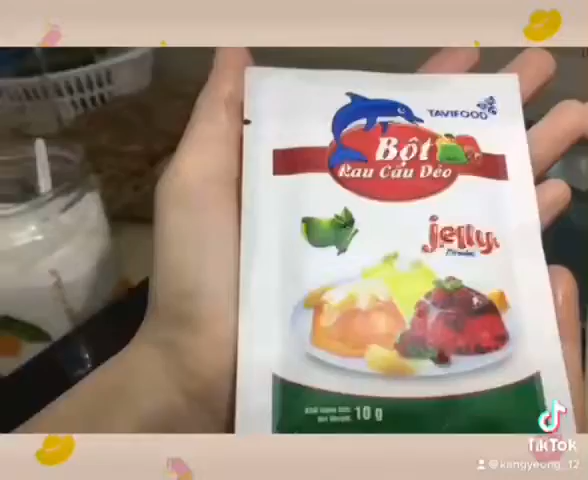 TAVIFOOD
Bột
Rau Câu Dẻo
jelly
10 g
TikTok
@kangyeong_12